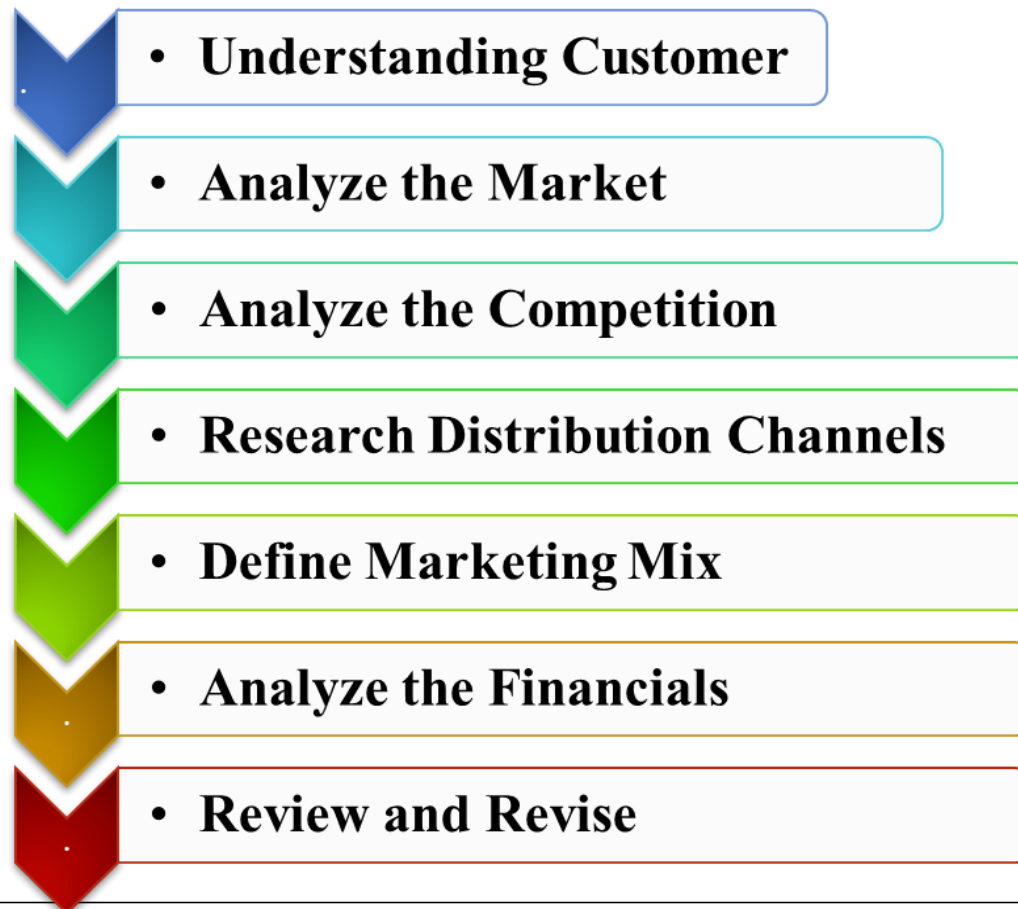 • Understanding Customer
• Analyze the Market
• Analyze the Competition
• Research Distribution Channels
• Define Marketing Mix
• Analyze the Financials
• Review and Revise